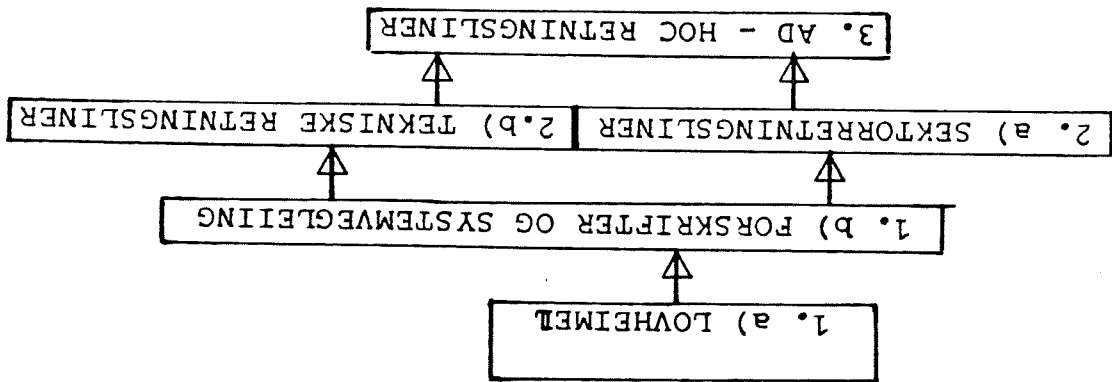 1. a) LOVHEIMEL
1. b) FORSKRIFTER OG SYSTEMVEGLEIING
2. a) SEKTORRETNINGSLINER
2.b) TEKNISKE RETNINGSLINER
3. AD - HOC RETNINGSLINER